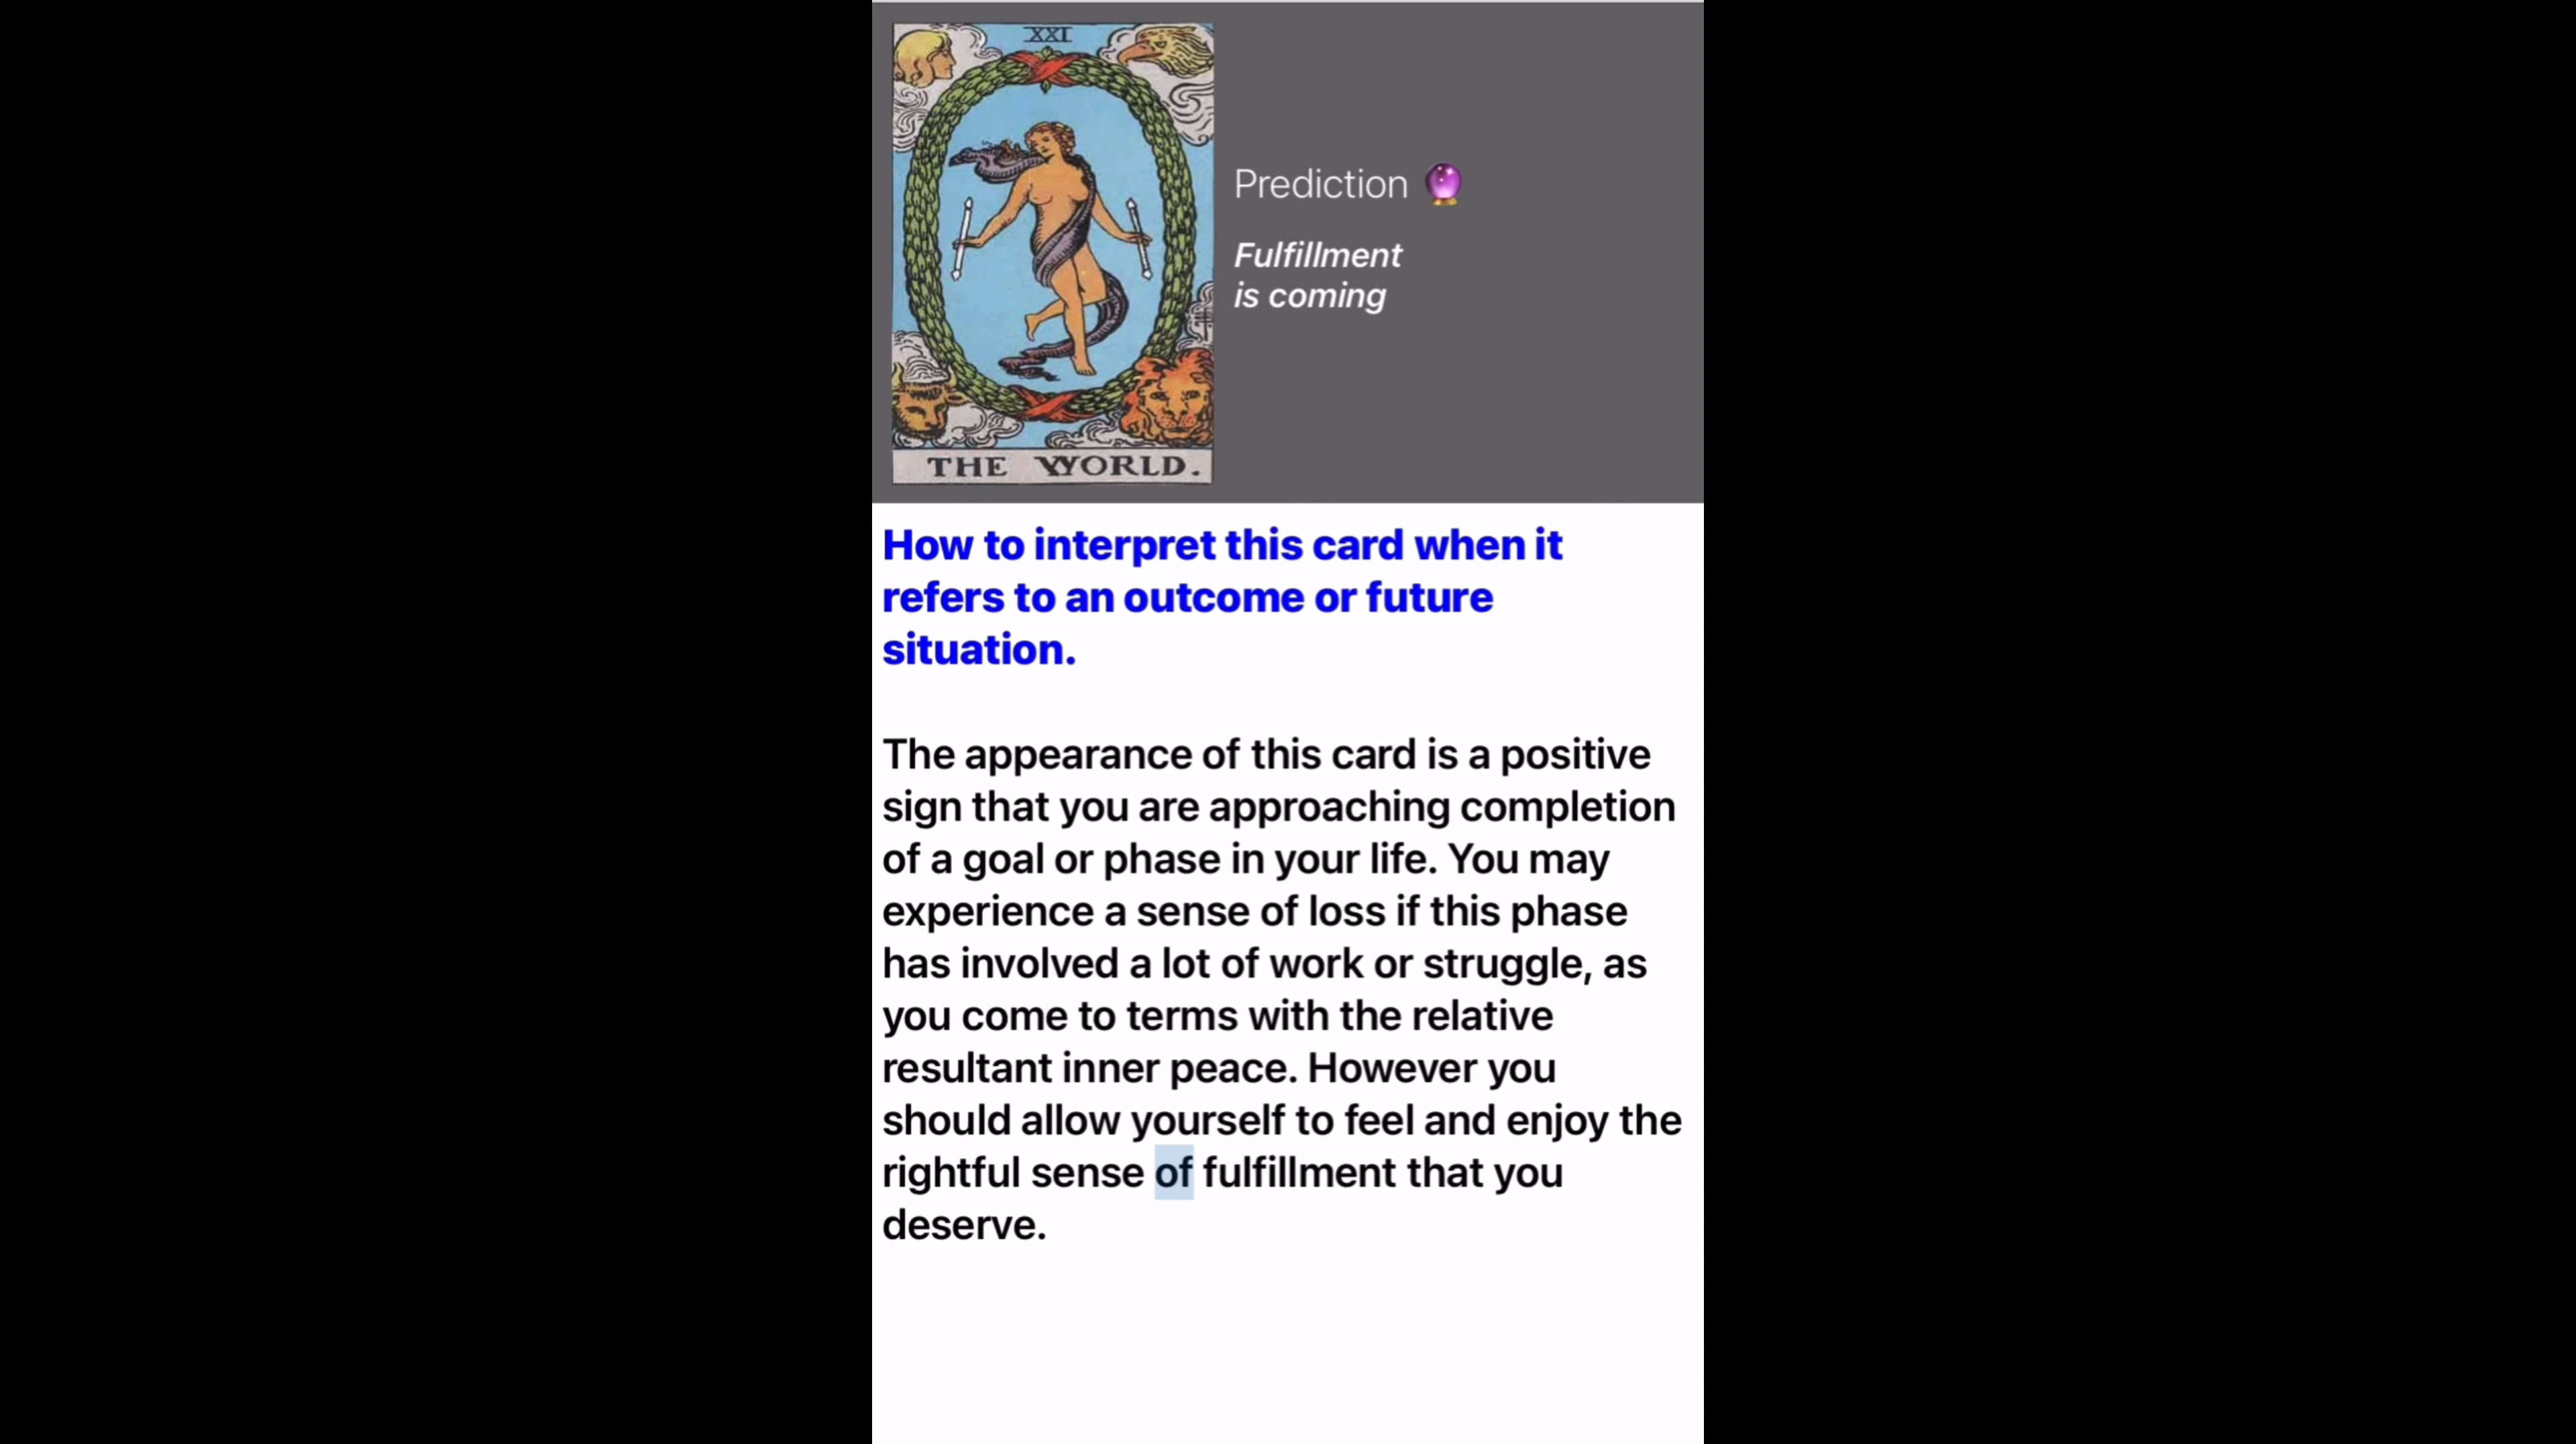 XXI
THE WORLD.
Prediction
Fulfillment
is coming
How to interpret this card when it
refers to an outcome or future
situation.
The appearance of this card is a positive
sign that you are approaching completion
of a goal or phase in your life. You may
experience a sense of loss if this phase
has involved a lot of work or struggle, as
you come to terms with the relative
resultant inner peace. However you
should allow yourself to feel and enjoy the
rightful sense of fulfillment that you
deserve.